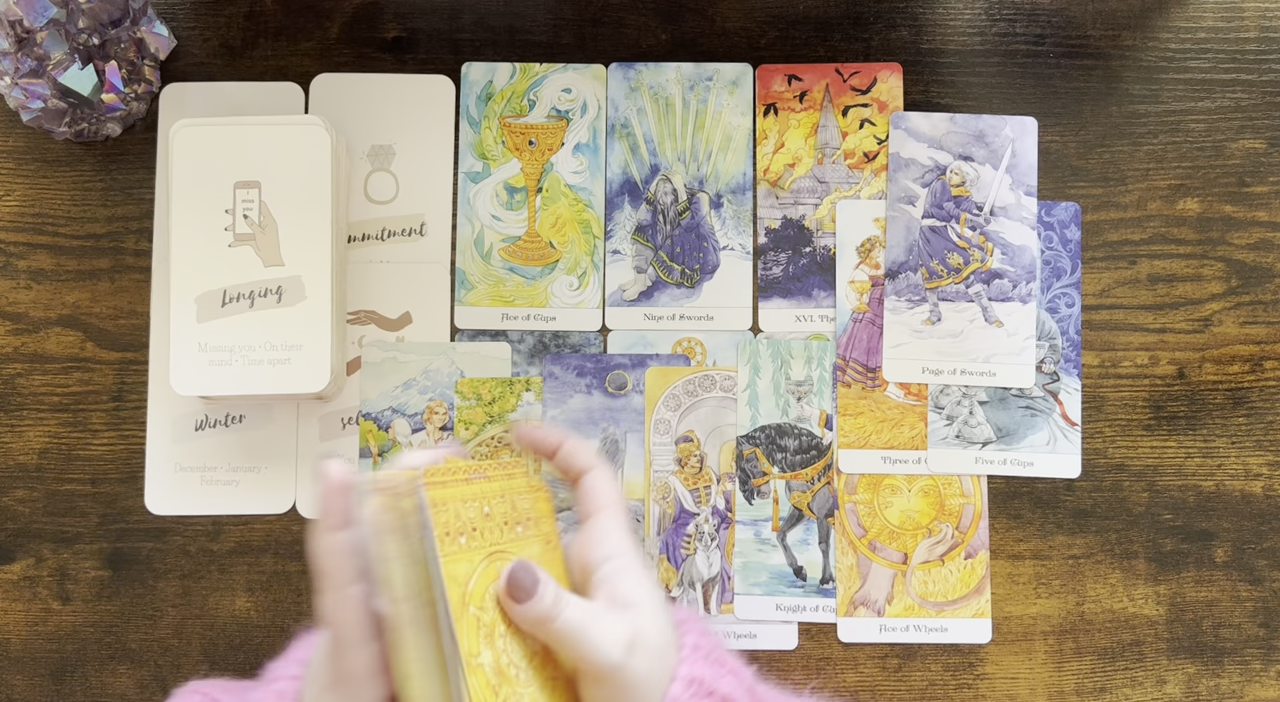 I
miss
you
Longing
Missing you • On their
mind • Time apart
mmitment
Winter
December • January •
February
sel
Ace of Cups
Nine of Swords
XVI. The
Page of Swords
Three of C
Five of Cups
Knight of Cu
Wheels
Ace of Wheels